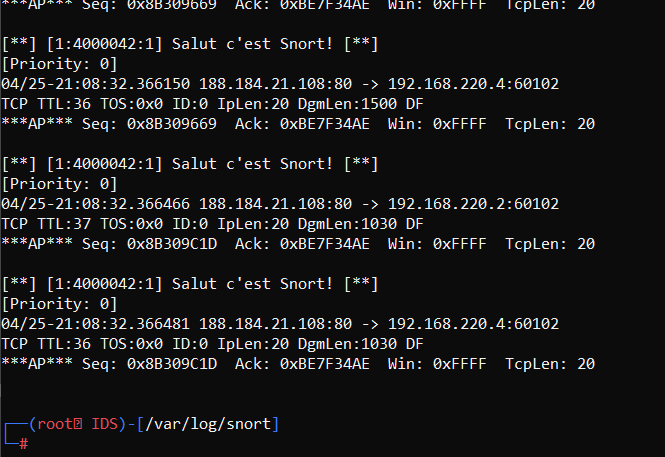 ***AP*** Seq: 0x8B309669  Ack: 0xBE7F34AE  Win: 0xFFFF  TcpLen: 20
[**] [1:4000042:1] Salut c'est Snort! [**]
[Priority: 0]
04/25-21:08:32.366150 188.184.21.108:80 -> 192.168.220.4:60102
TCP TTL:36 TOS:0x0 ID:0 IpLen:20 DgmLen:1500 DF
***AP*** Seq: 0x8B309669  Ack: 0xBE7F34AE  Win: 0xFFFF  TcpLen: 20
[**] [1:4000042:1] Salut c'est Snort! [**]
[Priority: 0]
04/25-21:08:32.366466 188.184.21.108:80 -> 192.168.220.2:60102
TCP TTL:37 TOS:0x0 ID:0 IpLen:20 DgmLen:1030 DF
***AP*** Seq: 0x8B309C1D  Ack: 0xBE7F34AE  Win: 0xFFFF  TcpLen: 20
[**] [1:4000042:1] Salut c'est Snort! [**]
[Priority: 0]
04/25-21:08:32.366481 188.184.21.108:80 -> 192.168.220.4:60102
TCP TTL:36 TOS:0x0 ID:0 IpLen:20 DgmLen:1030 DF
***AP*** Seq: 0x8B309C1D  Ack: 0xBE7F34AE  Win: 0xFFFF  TcpLen: 20
┌──(root IDS)-[/var/log/snort]
└─#